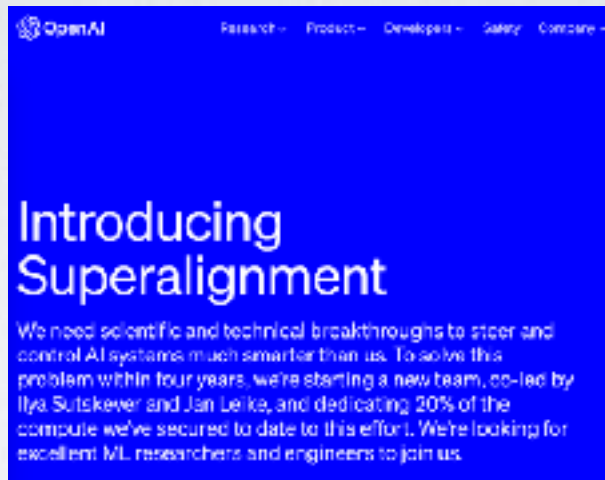 OpenAI Research Product Developers Safety Company
Introducing
Superalignment
We need scientific and technical breakthroughs to steer and
control AI systems much smarter than us. To solve this
problem within four years, we're starting a new team, co-led by
Ilya Sutskever and Jan Leike, and dedicating 20% of the
compute we've secured to date to this effort. We're looking for
excellent ML researchers and engineers to join us.